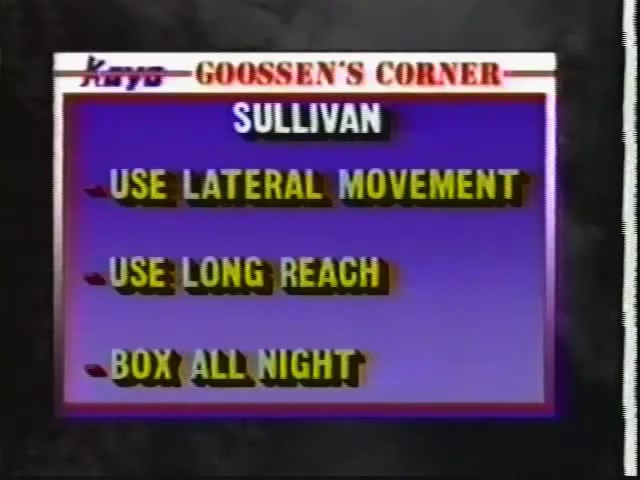 Kayo GOOSSEN'S CORNER
SULLIVAN
USE LATERAL MOVEMENT
USE LONG REACH
BOX ALL NIGHT